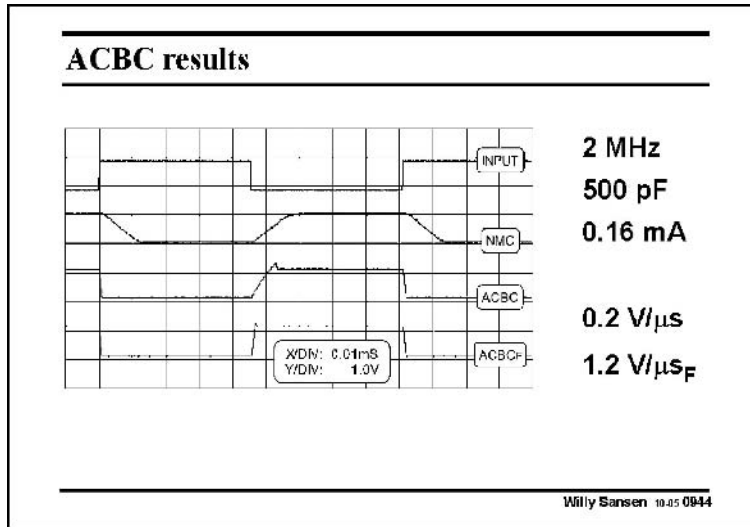 ACBC results
INPUT
NMC
ACBC
ACBCF
X/DIV: 0.01mS
Y/DIV: 1.0V
2 MHz
500 pF
0.16 mA
0.2 V/μs
1.2 V/μsF
Willy Sansen 10-05 0944